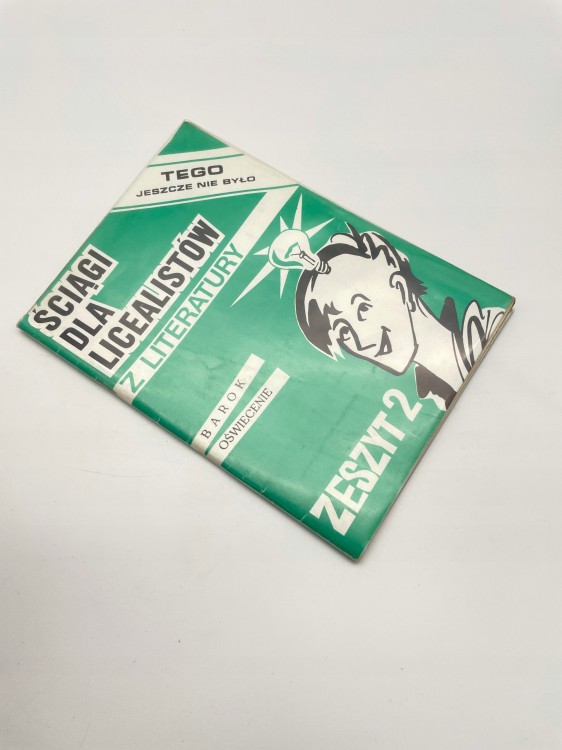 TEGO
JESZCZE NIE BYŁO
ŚCIĄGI
DLA
LICEALISTÓW
Z LITERATURY
BAROK
OŚWIECENIE
ZESZYT 2